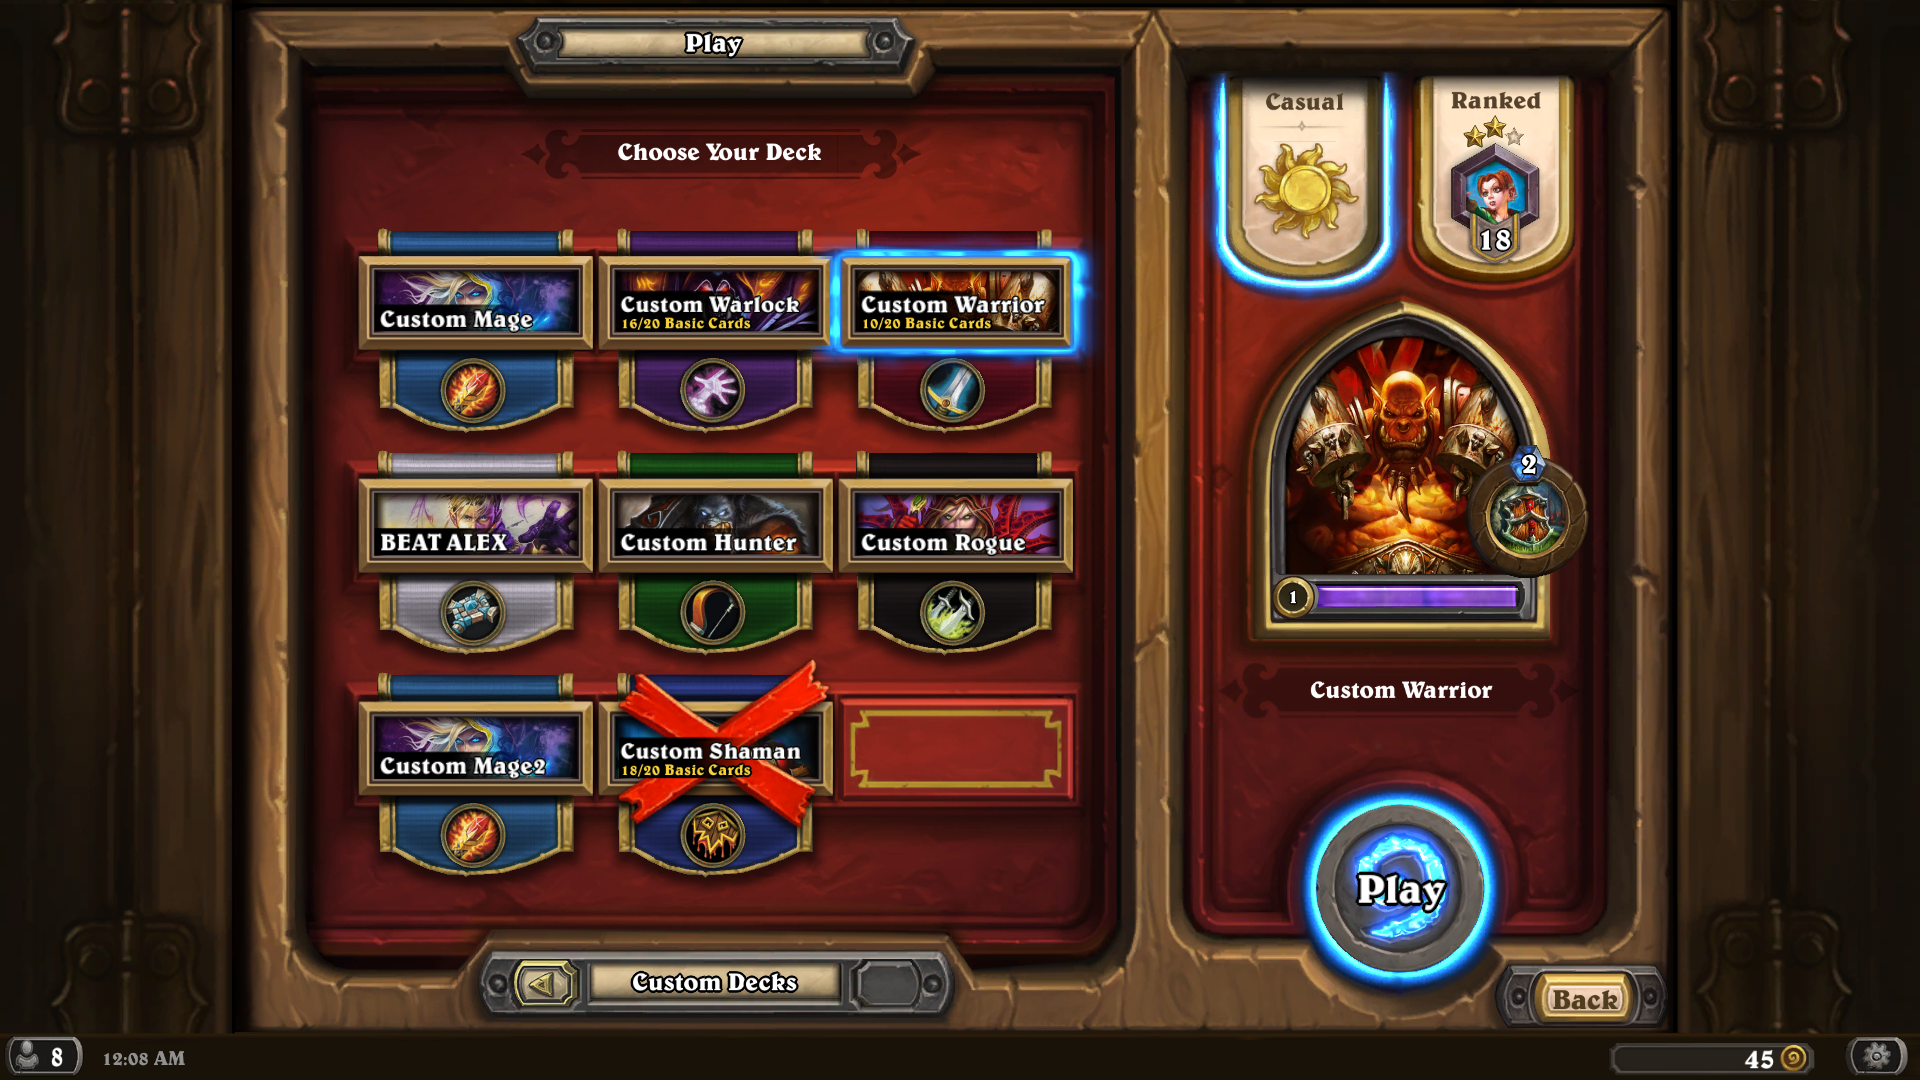 Play
Choose Your Deck
Custom Mage
Custom Warlock
16/20 Basic Cards
Custom Warrior
10/20 Basic Cards
BEAT ALEX
Custom Hunter
Custom Rogue
Custom Mage2
Custom Shaman
18/20 Basic Cards
Custom Decks
Casual
Ranked
18
2
1
Custom Warrior
Play
Back
8
12:08 AM
45